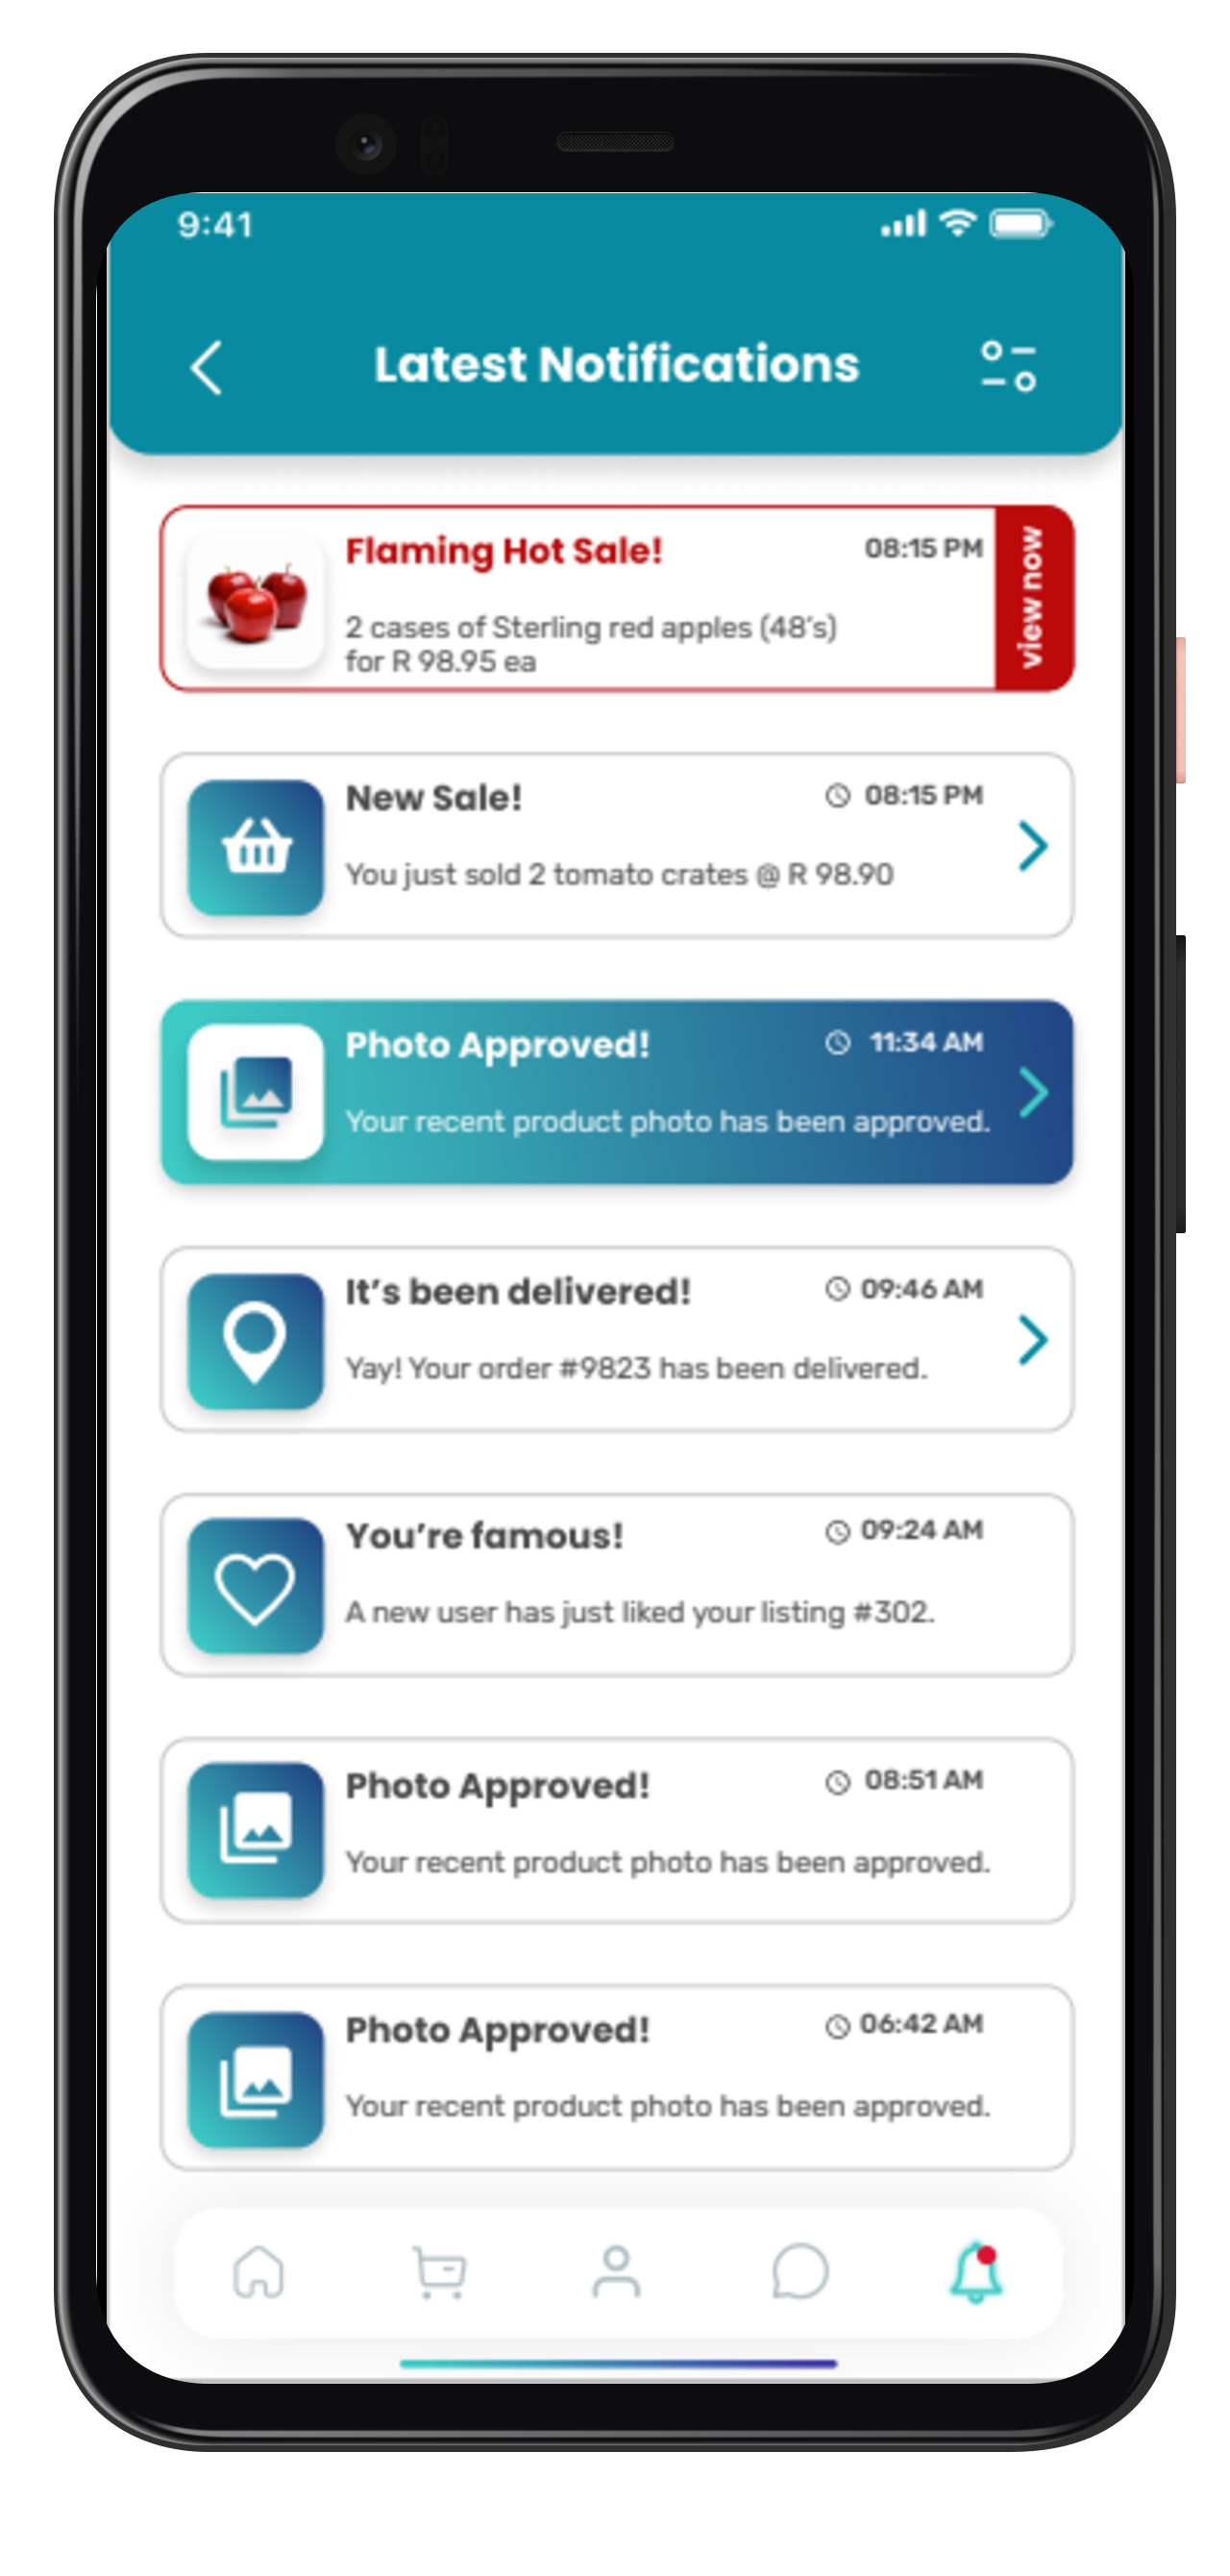 9:41
Latest Notifications
Flaming Hot Sale! 08:15 PM
view now
2 cases of Sterling red apples (48's)
for R 98.95 ea
New Sale! 08:15 PM
You just sold 2 tomato crates @ R 98.90
Photo Approved! 11:34 AM
Your recent product photo has been approved.
It's been delivered! 09:46 AM
Yay! Your order #9823 has been delivered.
You're famous! 09:24 AM
A new user has just liked your listing #302.
Photo Approved! 08:51 AM
Your recent product photo has been approved.
Photo Approved! 06:42 AM
Your recent product photo has been approved.